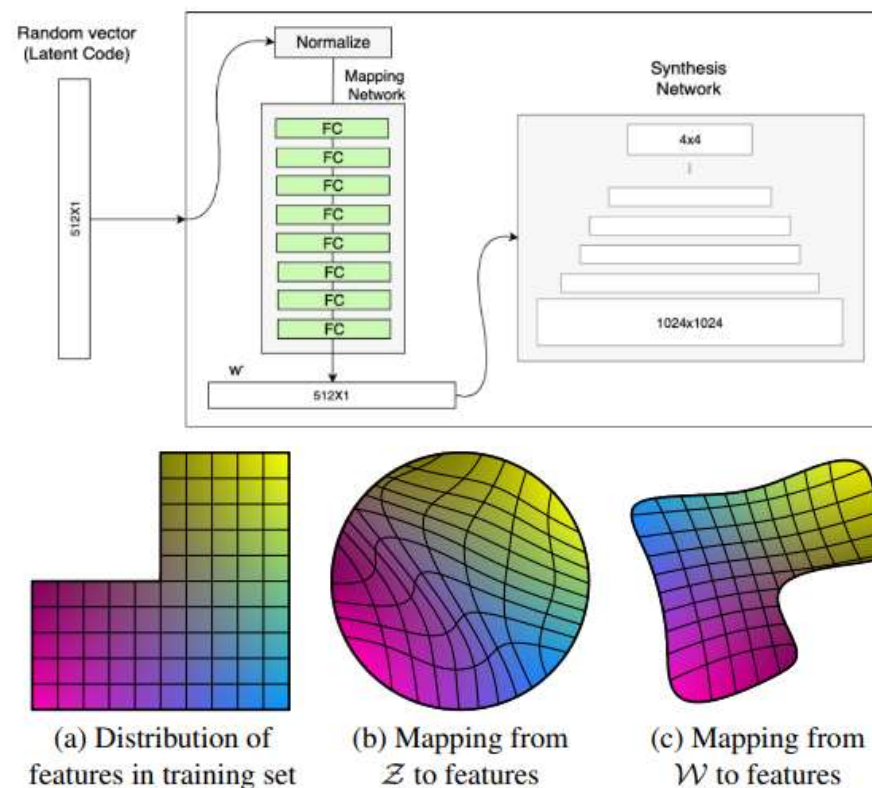 Random vector
(Latent Code)
Normalize
Mapping
Network
Synthesis
Network
FC
FC
FC
FC
FC
FC
FC
FC
512X1
4x4
1024x1024
w'
512X1
(a) Distribution of
features in training set
(b) Mapping from
𝒵 to features
(c) Mapping from
𝒲 to features